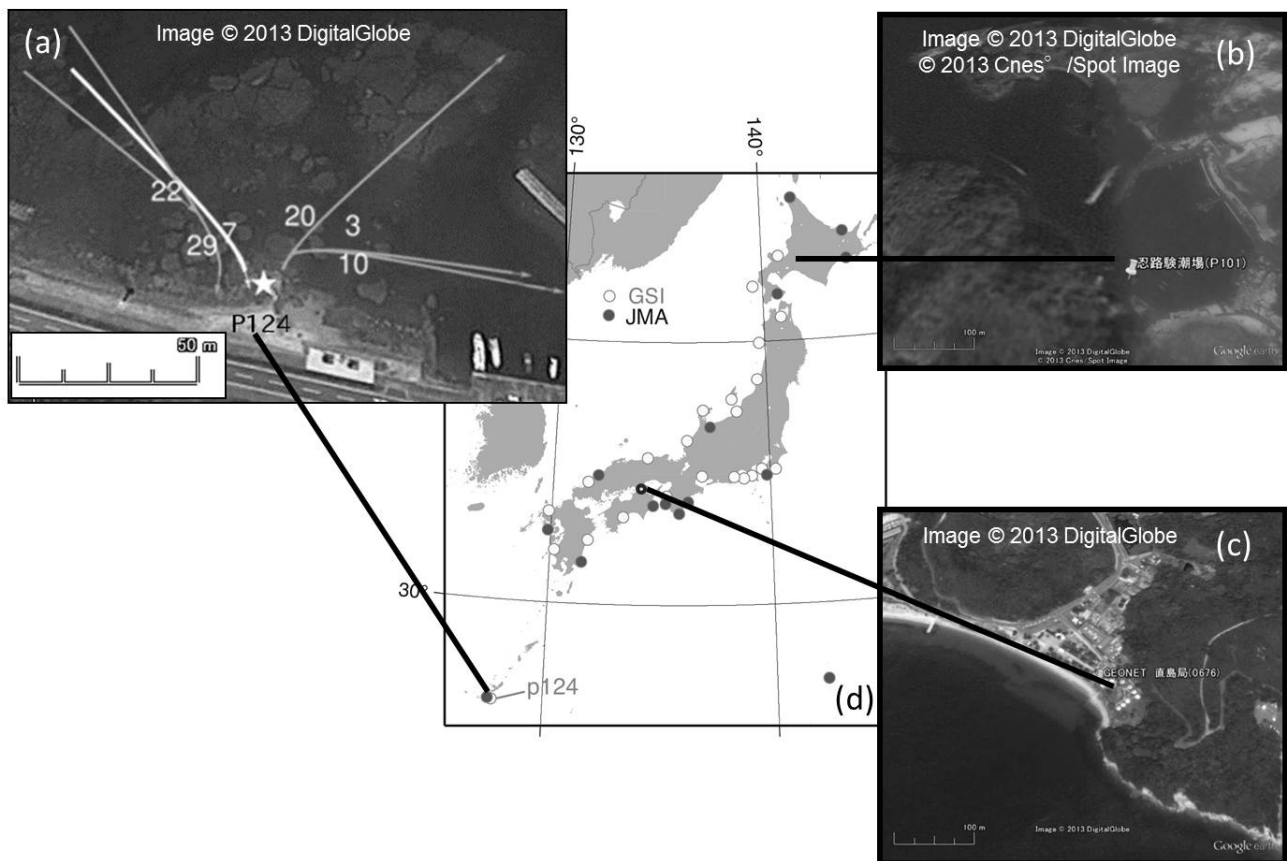 (a)
Image © 2013 DigitalGlobe
22
7
29
20
3
10
P124
50 m
Image © 2013 DigitalGlobe
© 2013 Cnes° /Spot Image
(b)
忍路験潮場(P101)
100 m
Image © 2013 DigitalGlobe
© 2013 Cnes/Spot Image
Google earth
130°
140°
GSI
JMA
30°
p124
(d)
Image © 2013 DigitalGlobe
(c)
GEONET 直島局(0676)
100 m
Image © 2013 DigitalGlobe
Google earth